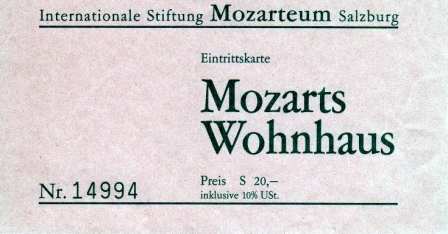 Internationale Stiftung Mozarteum Salzburg
Eintrittskarte
Mozarts
Wohnhaus
Nr. 14994
Preis S 20,—
inklusive 10% USt.